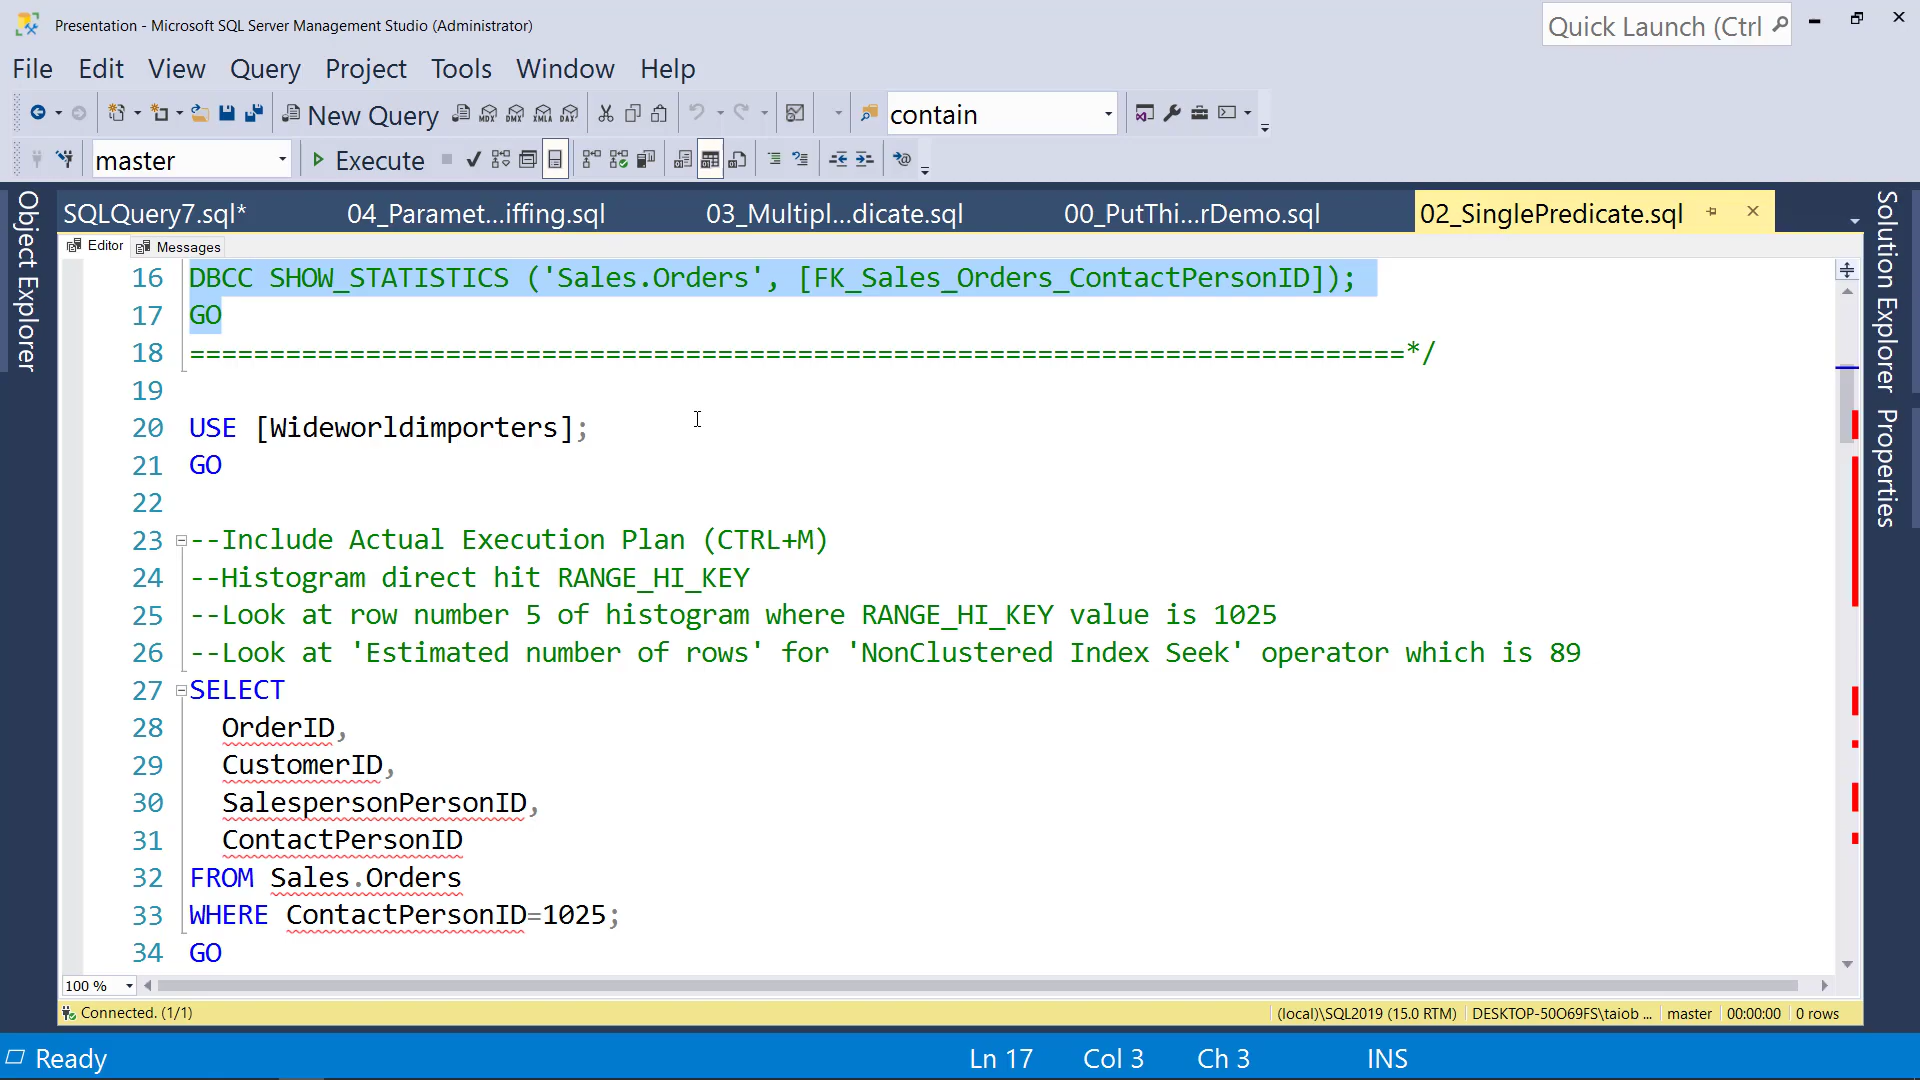 Presentation - Microsoft SQL Server Management Studio (Administrator)
Quick Launch (Ctrl
File Edit View Query Project Tools Window Help
New Query
MDX DMX XMLA DAX
contain
master
Execute
SQLQuery7.sql* 04_Paramet...iffing.sql 03_Multipl...dicate.sql 00_PutThi...rDemo.sql 02_SinglePredicate.sql
Object Explorer
Solution Explorer
Properties
Editor Messages
16 DBCC SHOW_STATISTICS ('Sales.Orders', [FK_Sales_Orders_ContactPersonID]);
17 GO
18 ============================================================================*/
19
20 USE [Wideworldimporters];
21 GO
22
23 --Include Actual Execution Plan (CTRL+M)
24 --Histogram direct hit RANGE_HI_KEY
25 --Look at row number 5 of histogram where RANGE_HI_KEY value is 1025
26 --Look at 'Estimated number of rows' for 'NonClustered Index Seek' operator which is 89
27 SELECT
28 OrderID,
29 CustomerID,
30 SalespersonPersonID,
31 ContactPersonID
32 FROM Sales.Orders
33 WHERE ContactPersonID=1025;
34 GO
100 %
Connected. (1/1) (local)\SQL2019 (15.0 RTM) DESKTOP-50O69FS\taiob ... master 00:00:00 0 rows
Ready Ln 17 Col 3 Ch 3 INS